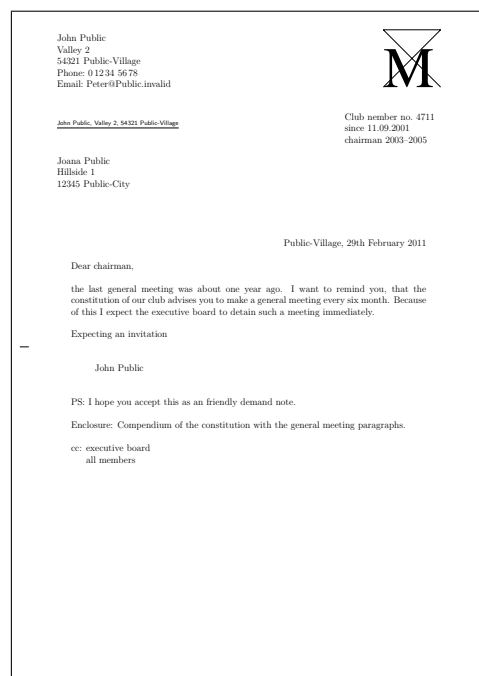 John Public
Valley 2
54321 Public-Village
Phone: 0 12 34 56 78
Email: Peter@Public.invalid
M
John Public, Valley 2, 54321 Public-Village
Club nember no. 4711
since 11.09.2001
chairman 2003–2005
Joana Public
Hillside 1
12345 Public-City
Public-Village, 29th February 2011
Dear chairman,
the last general meeting was about one year ago. I want to remind you, that the
constitution of our club advises you to make a general meeting every six month. Because
of this I expect the executive board to detain such a meeting immediately.
Expecting an invitation
John Public
PS: I hope you accept this as an friendly demand note.
Enclosure: Compendium of the constitution with the general meeting paragraphs.
cc: executive board
all members